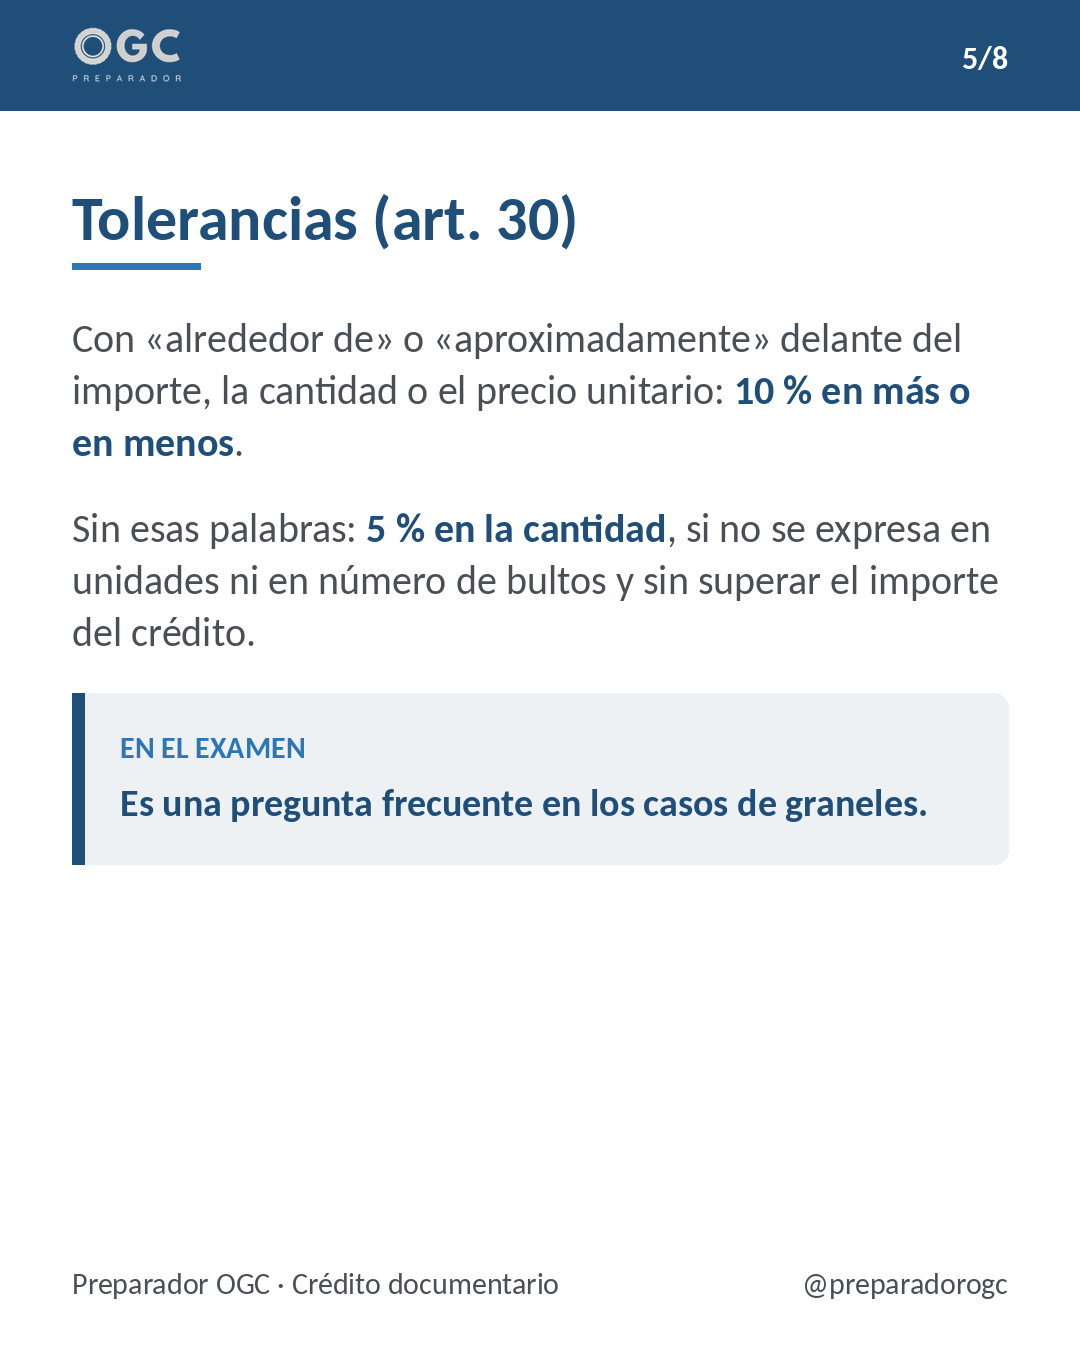 OGC
PREPARADOR
5/8
Tolerancias (art. 30)
Con «alrededor de» o «aproximadamente» delante del
importe, la cantidad o el precio unitario: 10 % en más o
en menos.
Sin esas palabras: 5 % en la cantidad, si no se expresa en
unidades ni en número de bultos y sin superar el importe
del crédito.
EN EL EXAMEN
Es una pregunta frecuente en los casos de graneles.
Preparador OGC · Crédito documentario
@preparadorogc